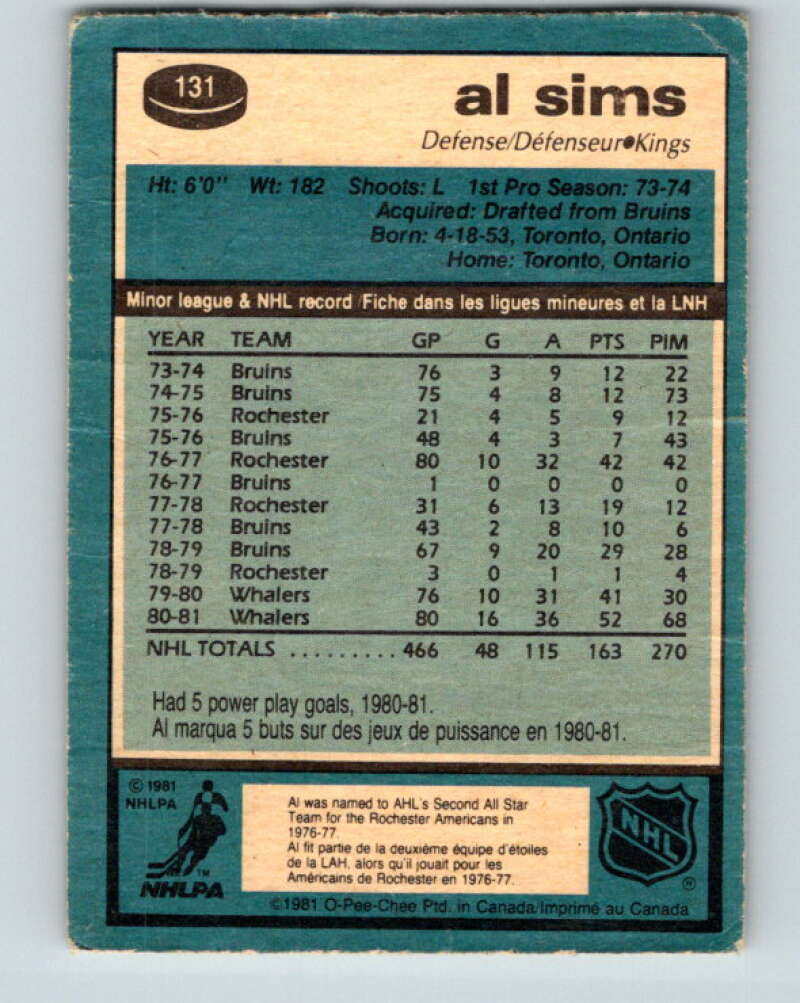 131
al sims
Defense/Défenseur●Kings
Ht: 6'0" Wt: 182 Shoots: L 1st Pro Season: 73-74
Acquired: Drafted from Bruins
Born: 4-18-53, Toronto, Ontario
Home: Toronto, Ontario
Minor league & NHL record/Fiche dans les ligues mineures et la LNH
YEAR TEAM GP G A PTS PIM
73-74 Bruins 76 3 9 12 22
74-75 Bruins 75 4 8 12 73
75-76 Rochester 21 4 5 9 12
75-76 Bruins 48 4 3 7 43
76-77 Rochester 80 10 32 42 42
76-77 Bruins 1 0 0 0 0
77-78 Rochester 31 6 13 19 12
77-78 Bruins 43 2 8 10 6
78-79 Bruins 67 9 20 29 28
78-79 Rochester 3 0 1 1 4
79-80 Whalers 76 10 31 41 30
80-81 Whalers 80 16 36 52 68
NHL TOTALS ......... 466 48 115 163 270
Had 5 power play goals, 1980-81.
Al marqua 5 buts sur des jeux de puissance en 1980-81.
© 1981
NHLPA
TM
NHLPA
Al was named to AHL's Second All Star
Team for the Rochester Americans in
1976-77.
Al fit partie de la deuxième équipe d'étoiles
de la LAH, alors qu'il jouait pour les
Américains de Rochester en 1976-77.
NHL
®
©1981 O-Pee-Chee Ptd. in Canada/Imprimé au Canada